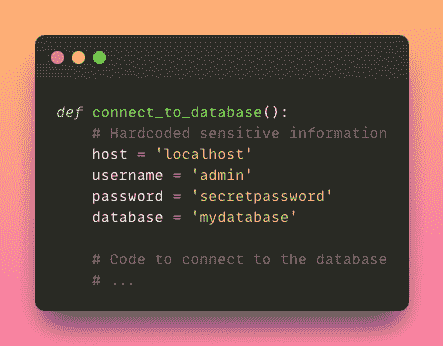 def connect_to_database():
    # Hardcoded sensitive information
    host = 'localhost'
    username = 'admin'
    password = 'secretpassword'
    database = 'mydatabase'

    # Code to connect to the database
    # ...